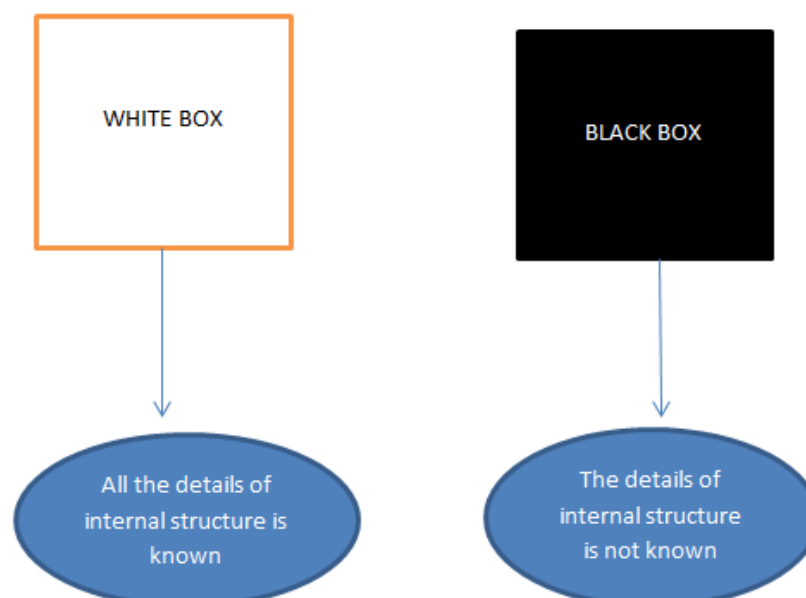 WHITE BOX
BLACK BOX
All the details of
internal structure is
known
The details of
internal structure
is not known